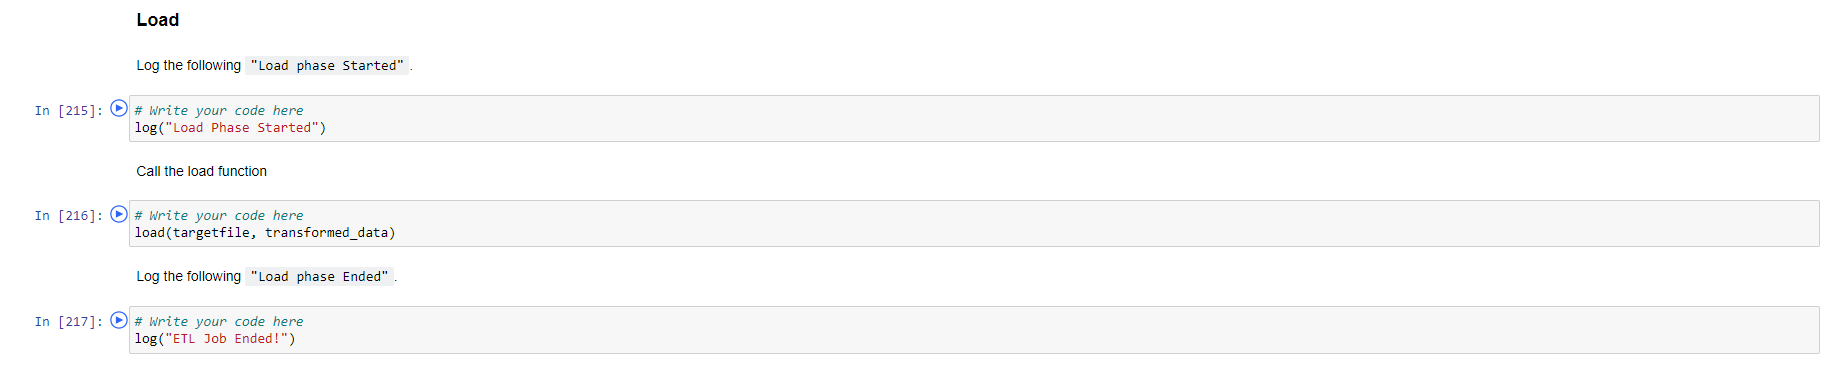 Load
Log the following "Load phase Started".
In [215]:
# Write your code here
log("Load Phase Started")
Call the load function
In [216]:
# Write your code here
load(targetfile, transformed_data)
Log the following "Load phase Ended".
In [217]:
# Write your code here
log("ETL Job Ended!")